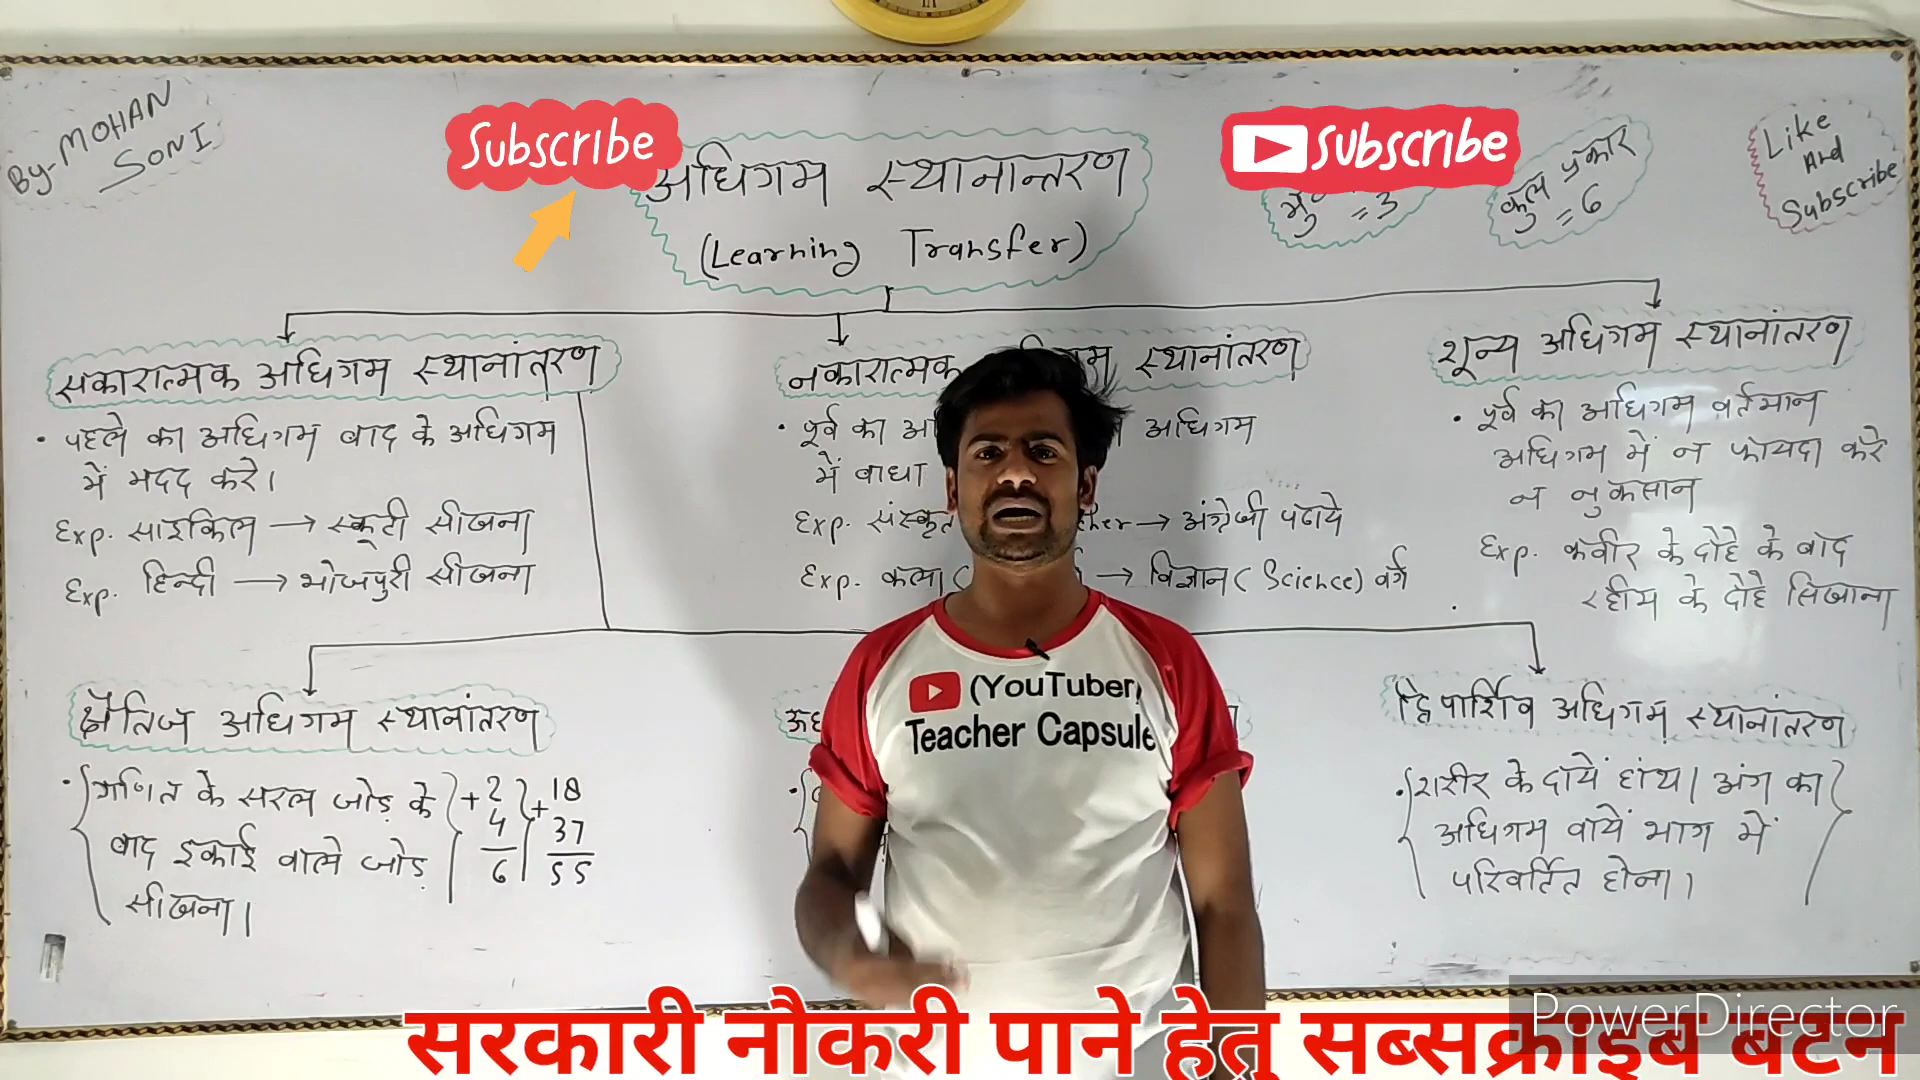 By-MOHAN
SONI
Subscribe
Subscribe
अधिगम स्थानान्तरण
(Learning Transfer)
= 3
कुल प्रकार
= 6
Like
And
Subscribe
सकारात्मक अधिगम स्थानांतरण
• पहले का अधिगम बाद के अधिगम
में मदद करे।
Exp. साइकिल → स्कूटी सीखना
Exp. हिन्दी → भोजपुरी सीखना
नकारात्मक स्थानांतरण
• पूर्व का अधिगम
में बाधा
Exp. संस्कृत → अंग्रेजी पढाये
Exp. कला ( → विज्ञान (Science) वर्ग
शून्य अधिगम स्थानांतरण
• पूर्व का अधिगम वर्तमान
अधिगम में न फायदा करे
न नुकसान
Exp. कबीर के दोहे के बाद
रहीम के दोहे सिखाना
क्षैतिज अधिगम स्थानांतरण
• गणित के सरल जोड़ के
बाद इकाई वाले जोड़
सीखना।
+2
4
6
+18
37
55
द्विपार्शिव अधिगम स्थानांतरण
• शरीर के दायें हांथ। अंग का
अधिगम वायें भाग में
परिवर्तित होना।
(YouTuber)
Teacher Capsule
PowerDirector
सरकारी नौकरी पाने हेतु सब्सक्राइब बटन